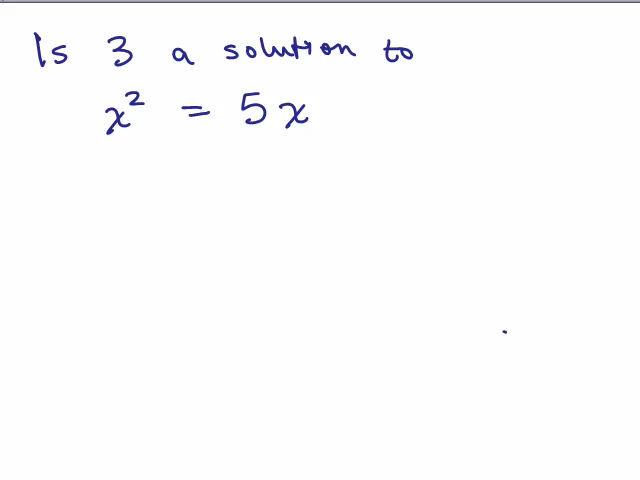 Is 3 a solution to
x² = 5x